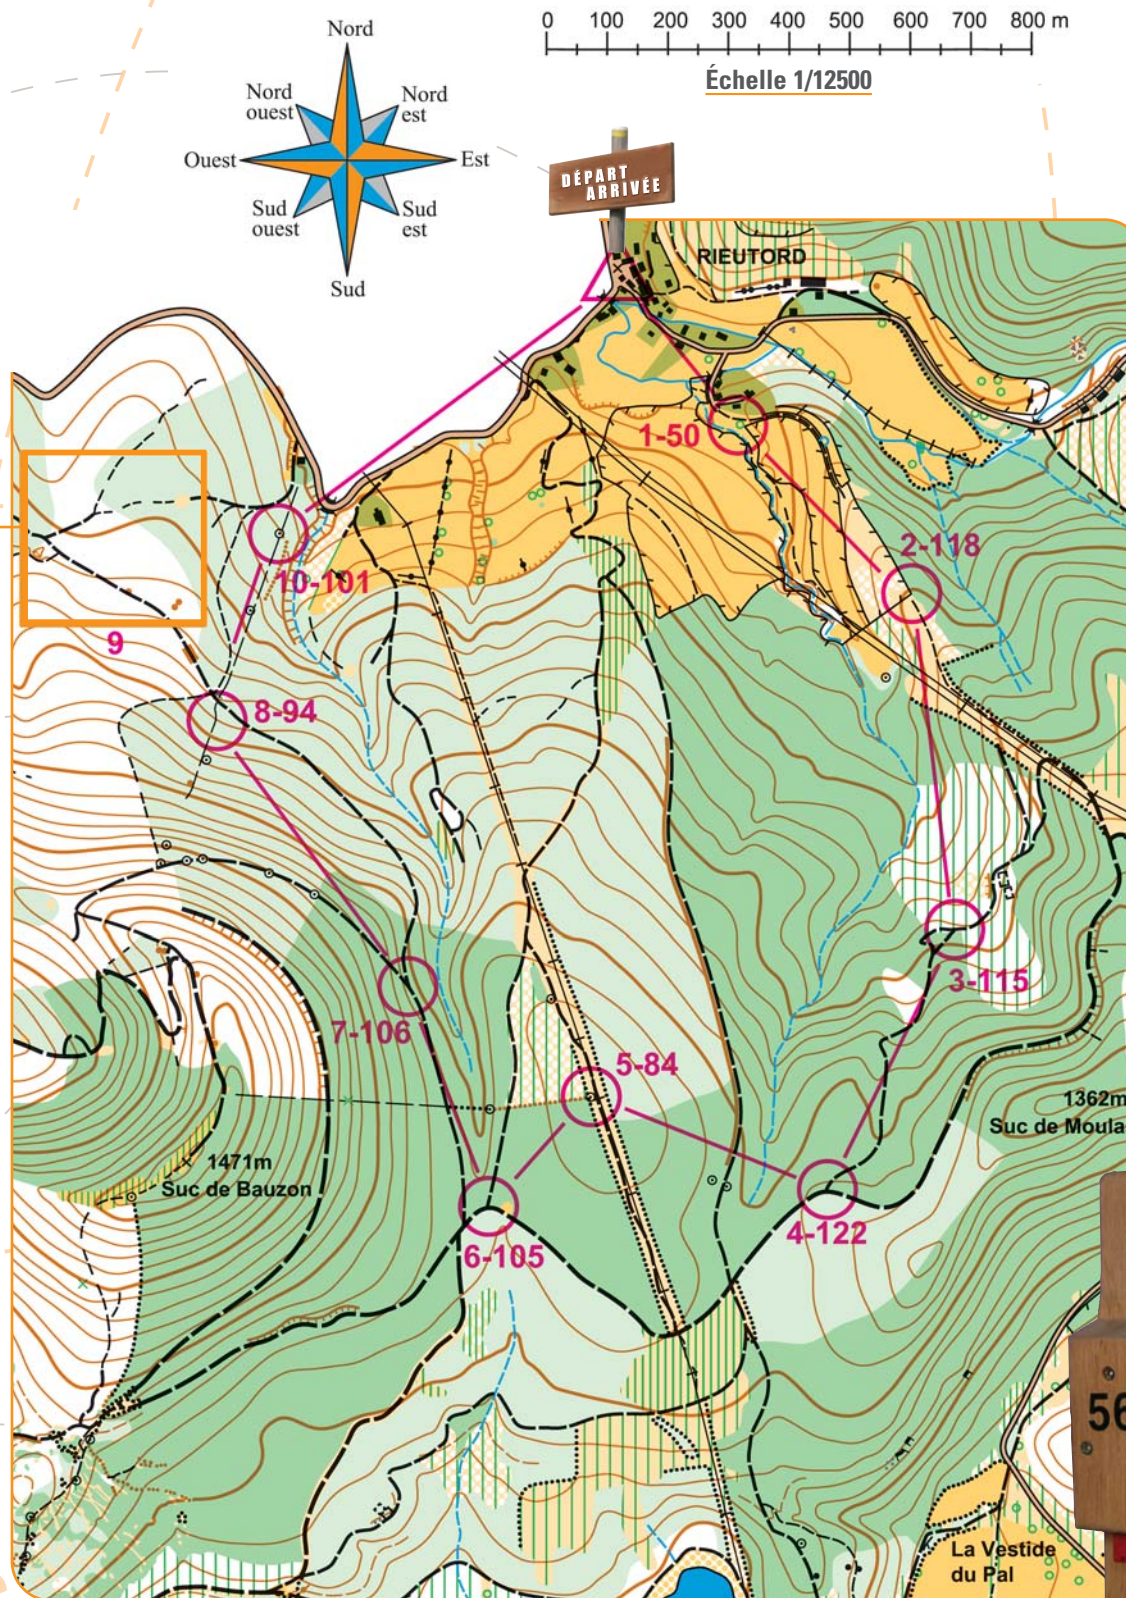 0 100 200 300 400 500 600 700 800 m
Échelle 1/12500
Nord
Nord
ouest
Nord
est
Ouest
Est
Sud
ouest
Sud
est
Sud
DÉPART
ARRIVÉE
RIEUTORD
1-50
2-118
10-101
9
8-94
3-115
7-106
5-84
1362m
Suc de Moula
1471m
Suc de Bauzon
4-122
6-105
56
La Vestide
du Pal